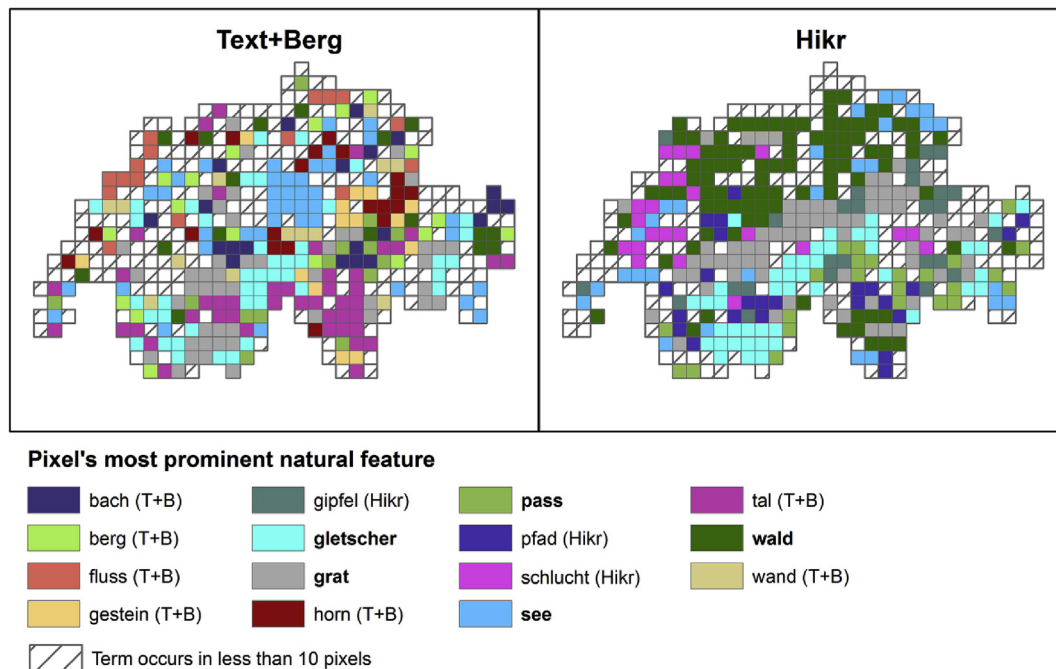 Text+Berg
Hikr
Pixel's most prominent natural feature
bach (T+B)
gipfel (Hikr)
pass
tal (T+B)
berg (T+B)
gletscher
pfad (Hikr)
wald
fluss (T+B)
grat
schlucht (Hikr)
wand (T+B)
gestein (T+B)
horn (T+B)
see
Term occurs in less than 10 pixels